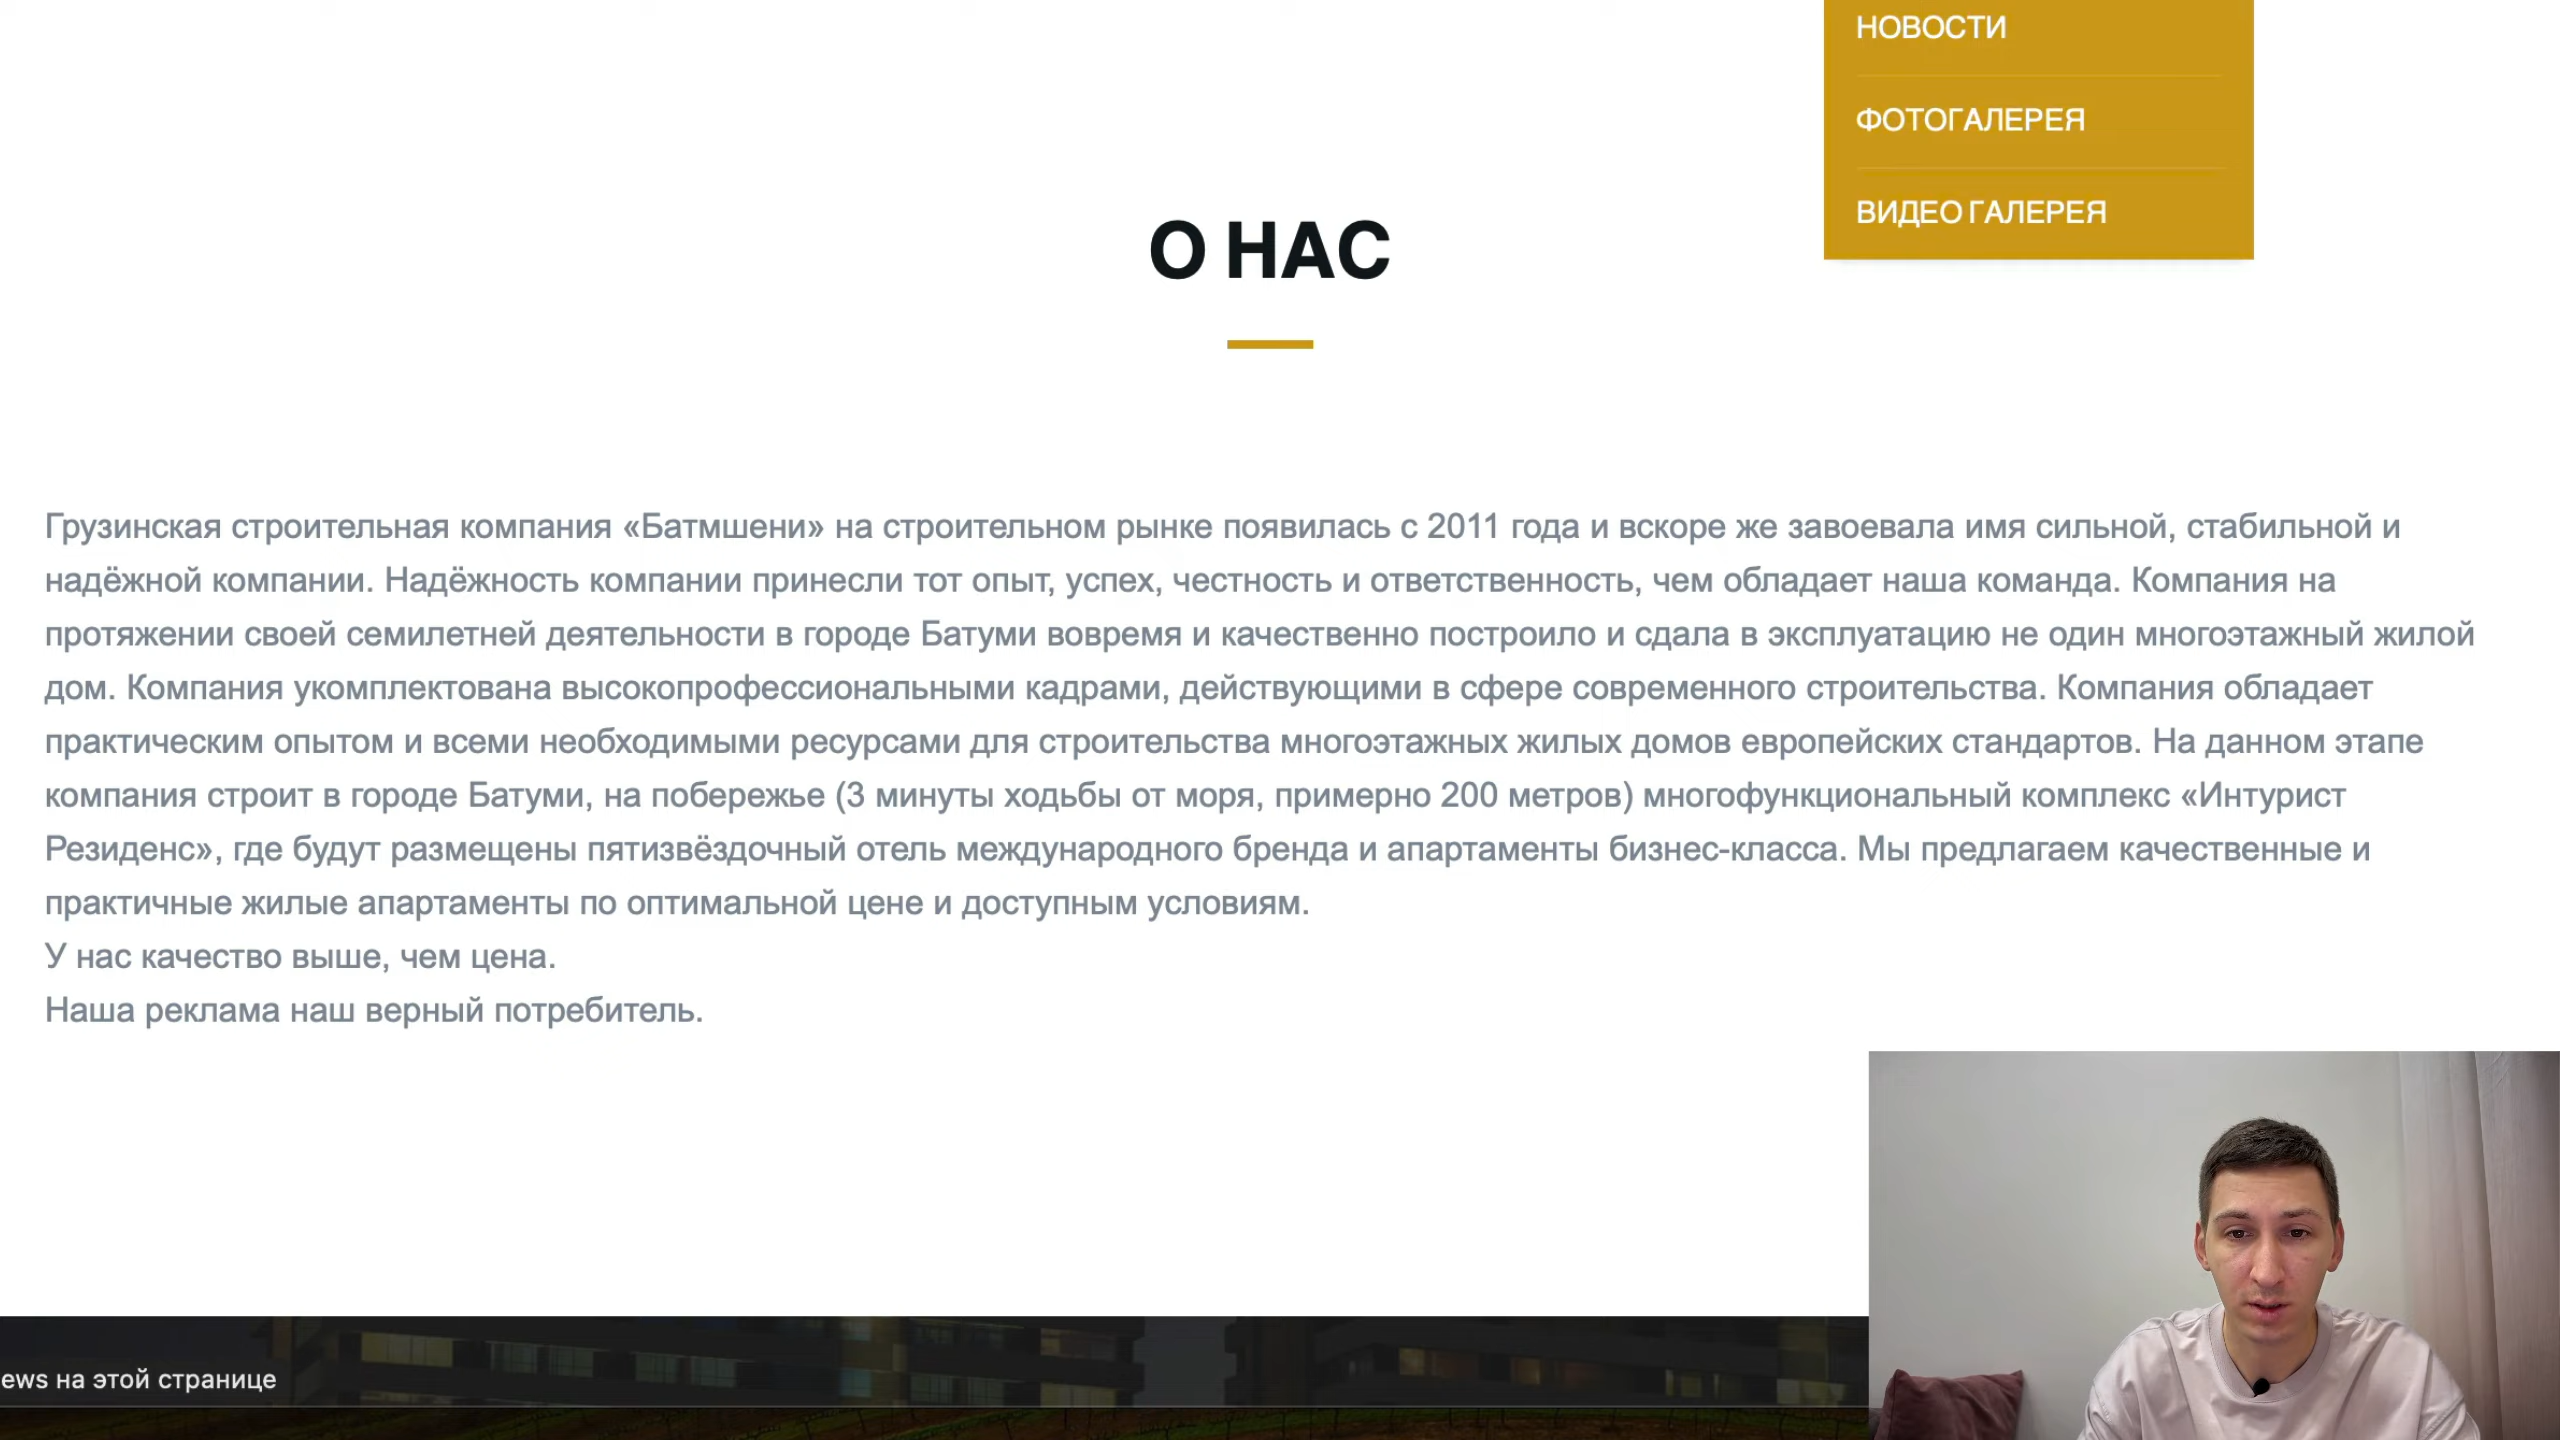 НОВОСТИ
ФОТОГАЛЕРЕЯ
ВИДЕО ГАЛЕРЕЯ
О НАС
Грузинская строительная компания «Батмшени» на строительном рынке появилась с 2011 года и вскоре же завоевала имя сильной, стабильной и
надёжной компании. Надёжность компании принесли тот опыт, успех, честность и ответственность, чем обладает наша команда. Компания на
протяжении своей семилетней деятельности в городе Батуми вовремя и качественно построило и сдала в эксплуатацию не один многоэтажный жилой
дом. Компания укомплектована высокопрофессиональными кадрами, действующими в сфере современного строительства. Компания обладает
практическим опытом и всеми необходимыми ресурсами для строительства многоэтажных жилых домов европейских стандартов. На данном этапе
компания строит в городе Батуми, на побережье (3 минуты ходьбы от моря, примерно 200 метров) многофункциональный комплекс «Интурист
Резиденс», где будут размещены пятизвёздочный отель международного бренда и апартаменты бизнес-класса. Мы предлагаем качественные и
практичные жилые апартаменты по оптимальной цене и доступным условиям.
У нас качество выше, чем цена.
Наша реклама наш верный потребитель.
ews на этой странице